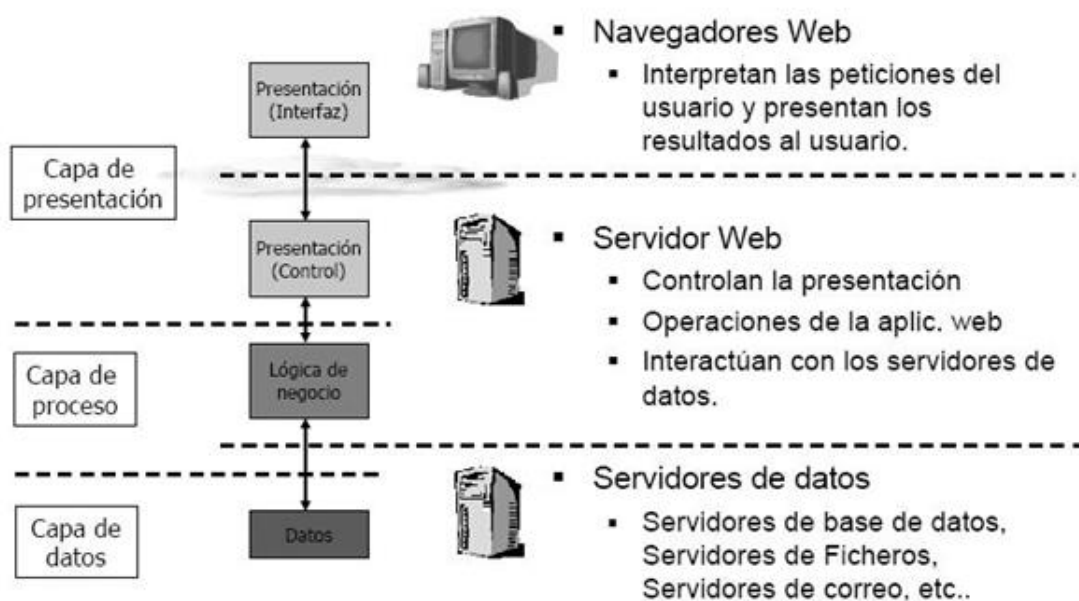 Presentación
(Interfaz)
▪ Navegadores Web
▪ Interpretan las peticiones del
usuario y presentan los
resultados al usuario.
Capa de
presentación
Presentación
(Control)
▪ Servidor Web
▪ Controlan la presentación
▪ Operaciones de la aplic. web
▪ Interactúan con los servidores de
datos.
Capa de
proceso
Lógica de
negocio
Capa de
datos
Datos
▪ Servidores de datos
▪ Servidores de base de datos,
Servidores de Ficheros,
Servidores de correo, etc..